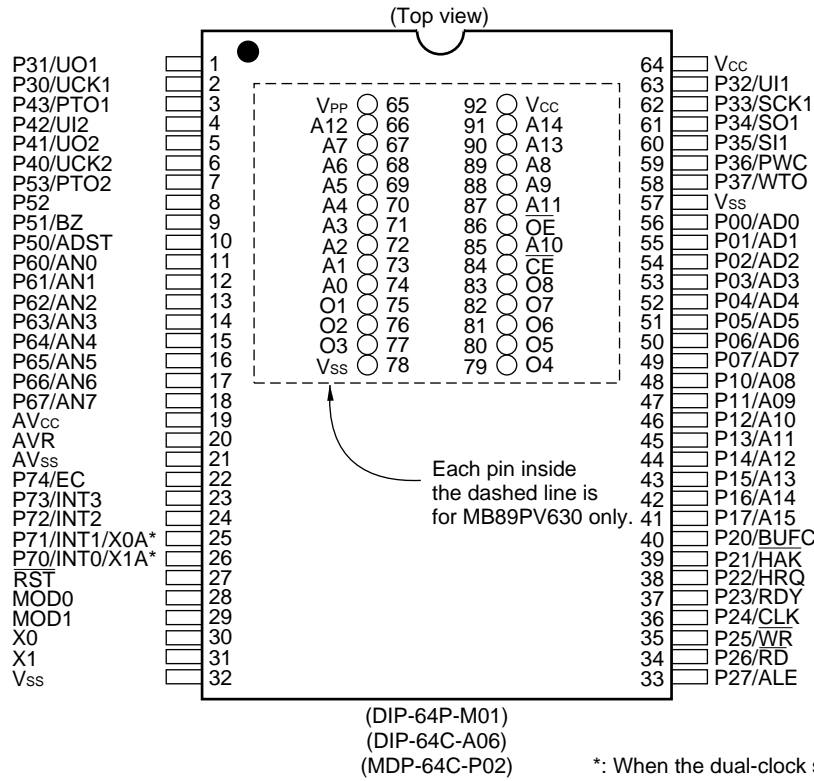 (Top view)
P31/UO1 1
P30/UCK1 2
P43/PTO1 3
P42/UI2 4
P41/UO2 5
P40/UCK2 6
P53/PTO2 7
P52 8
P51/BZ 9
P50/ADST 10
P60/AN0 11
P61/AN1 12
P62/AN2 13
P63/AN3 14
P64/AN4 15
P65/AN5 16
P66/AN6 17
P67/AN7 18
AVCC 19
AVR 20
AVSS 21
P74/EC 22
P73/INT3 23
P72/INT2 24
P71/INT1/X0A* 25
P70/INT0/X1A* 26
RST 27
MOD0 28
MOD1 29
X0 30
X1 31
VSS 32
VPP 65
A12 66
A7 67
A6 68
A5 69
A4 70
A3 71
A2 72
A1 73
A0 74
O1 75
O2 76
O3 77
VSS 78
92 VCC
91 A14
90 A13
89 A8
88 A9
87 A11
86 OE
85 A10
84 CE
83 O8
82 O7
81 O6
80 O5
79 O4
Each pin inside
the dashed line is
for MB89PV630 only.
64 VCC
63 P32/UI1
62 P33/SCK1
61 P34/SO1
60 P35/SI1
59 P36/PWC
58 P37/WTO
57 VSS
56 P00/AD0
55 P01/AD1
54 P02/AD2
53 P03/AD3
52 P04/AD4
51 P05/AD5
50 P06/AD6
49 P07/AD7
48 P10/A08
47 P11/A09
46 P12/A10
45 P13/A11
44 P14/A12
43 P15/A13
42 P16/A14
41 P17/A15
40 P20/BUFC
39 P21/HAK
38 P22/HRQ
37 P23/RDY
36 P24/CLK
35 P25/WR
34 P26/RD
33 P27/ALE
(DIP-64P-M01)
(DIP-64C-A06)
(MDP-64C-P02)
*: When the dual-clock